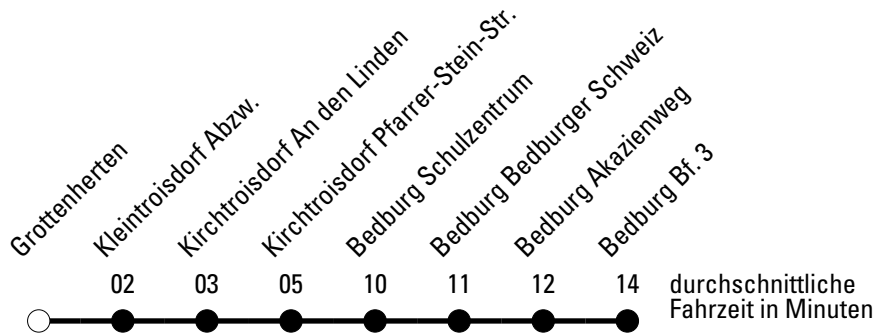 Grottenherten
Kleintroisdorf Abzw.
Kirchtroisdorf An den Linden
Kirchtroisdorf Pfarrer-Stein-Str.
Bedburg Schulzentrum
Bedburg Bedburger Schweiz
Bedburg Akazienweg
Bedburg Bf. 3
02 03 05 10 11 12 14
durchschnittliche
Fahrzeit in Minuten